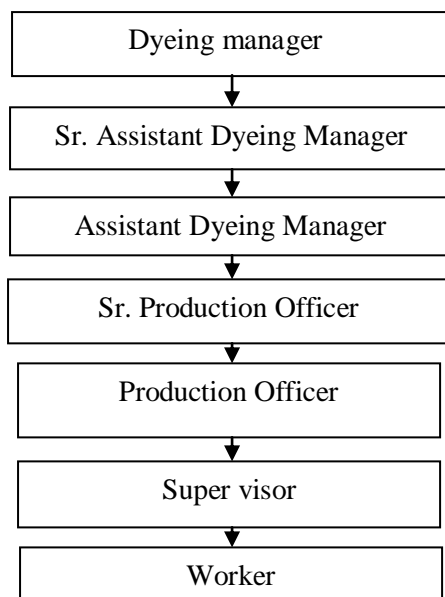 Dyeing manager
Sr. Assistant Dyeing Manager
Assistant Dyeing Manager
Sr. Production Officer
Production Officer
Super visor
Worker